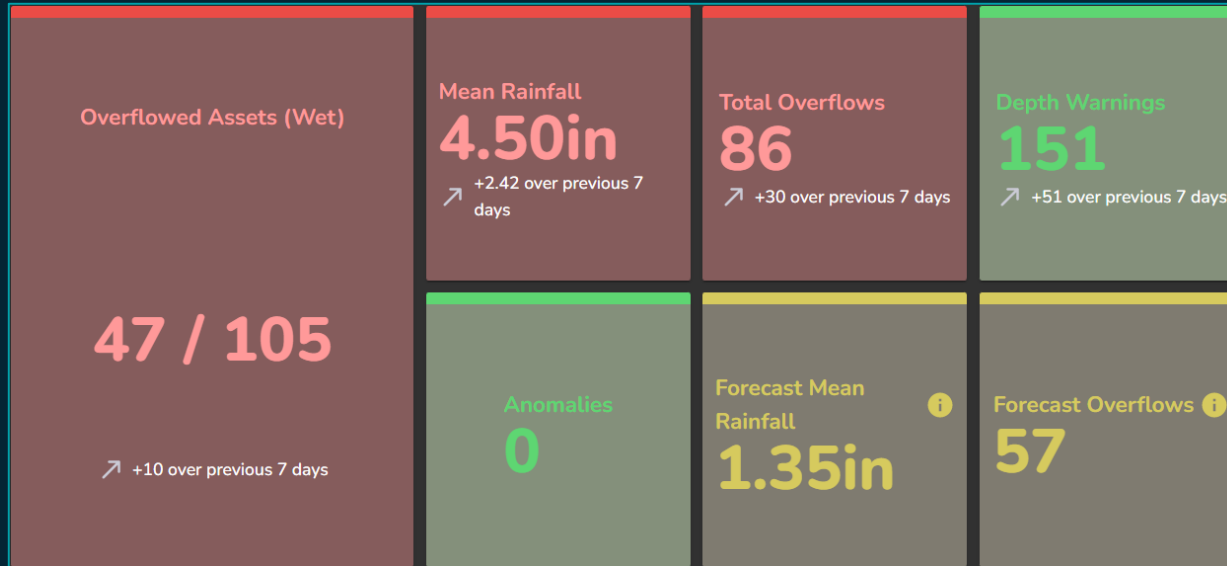 Overflowed Assets (Wet)
47 / 105
+10 over previous 7 days
Mean Rainfall
4.50in
+2.42 over previous 7
days
Total Overflows
86
+30 over previous 7 days
Depth Warnings
151
+51 over previous 7 days
Anomalies
0
Forecast Mean
Rainfall
1.35in
Forecast Overflows
57